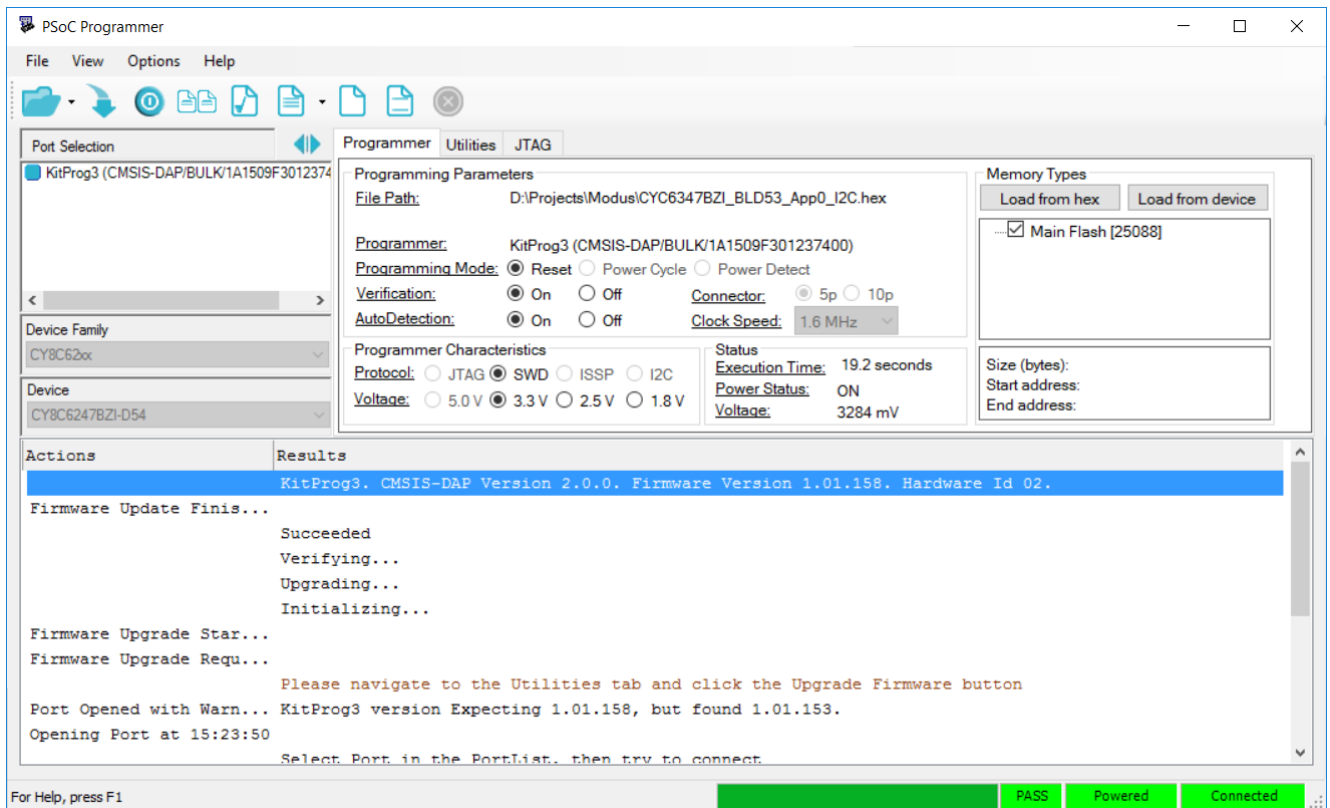 PSoC Programmer
File View Options Help
Port Selection
KitProg3 (CMSIS-DAP/BULK/1A1509F3012374
Device Family
CY8C62xx
Device
CY8C6247BZI-D54
Programmer Utilities JTAG
Programming Parameters
File Path: D:\Projects\Modus\CYC6347BZI_BLD53_App0_I2C.hex
Programmer: KitProg3 (CMSIS-DAP/BULK/1A1509F301237400)
Programming Mode: Reset Power Cycle Power Detect
Verification: On Off Connector: 5p 10p
AutoDetection: On Off Clock Speed: 1.6 MHz
Programmer Characteristics
Protocol: JTAG SWD ISSP I2C
Voltage: 5.0 V 3.3 V 2.5 V 1.8 V
Status
Execution Time: 19.2 seconds
Power Status: ON
Voltage: 3284 mV
Memory Types
Load from hex Load from device
Main Flash [25088]
Size (bytes):
Start address:
End address:
Actions Results
KitProg3. CMSIS-DAP Version 2.0.0. Firmware Version 1.01.158. Hardware Id 02.
Firmware Update Finis...
Succeeded
Verifying...
Upgrading...
Initializing...
Firmware Upgrade Star...
Firmware Upgrade Requ...
Please navigate to the Utilities tab and click the Upgrade Firmware button
Port Opened with Warn... KitProg3 version Expecting 1.01.158, but found 1.01.153.
Opening Port at 15:23:50
Select Port in the PortList, then try to connect
For Help, press F1 PASS Powered Connected